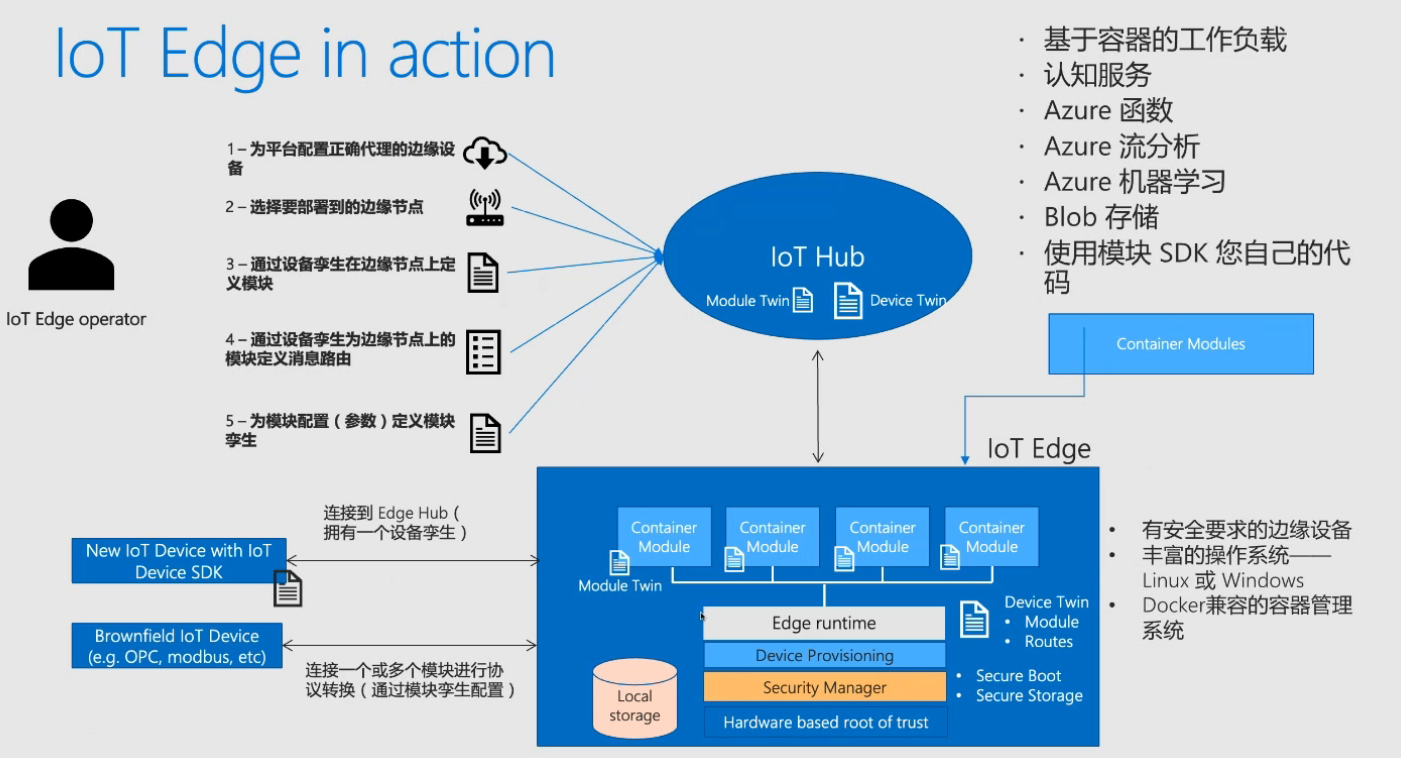 IoT Edge in action
· 基于容器的工作负载
· 认知服务
· Azure 函数
· Azure 流分析
· Azure 机器学习
· Blob 存储
· 使用模块 SDK 您自己的代
码
1 – 为平台配置正确代理的边缘设
备
2 – 选择要部署到的边缘节点
3 – 通过设备孪生在边缘节点上定
义模块
4 – 通过设备孪生为边缘节点上的
模块定义消息路由
5 – 为模块配置（参数）定义模块
孪生
IoT Edge operator
IoT Hub
Module Twin
Device Twin
Container Modules
IoT Edge
连接到 Edge Hub（
拥有一个设备孪生）
New IoT Device with IoT
Device SDK
Brownfield IoT Device
(e.g. OPC, modbus, etc)
连接一个或多个模块进行协
议转换（通过模块孪生配置）
Container
Module
Container
Module
Container
Module
Container
Module
Module Twin
Edge runtime
Device Provisioning
Security Manager
Hardware based root of trust
Local
storage
Device Twin
• Module
• Routes
• Secure Boot
• Secure Storage
• 有安全要求的边缘设备
• 丰富的操作系统——
Linux 或 Windows
• Docker兼容的容器管理
系统